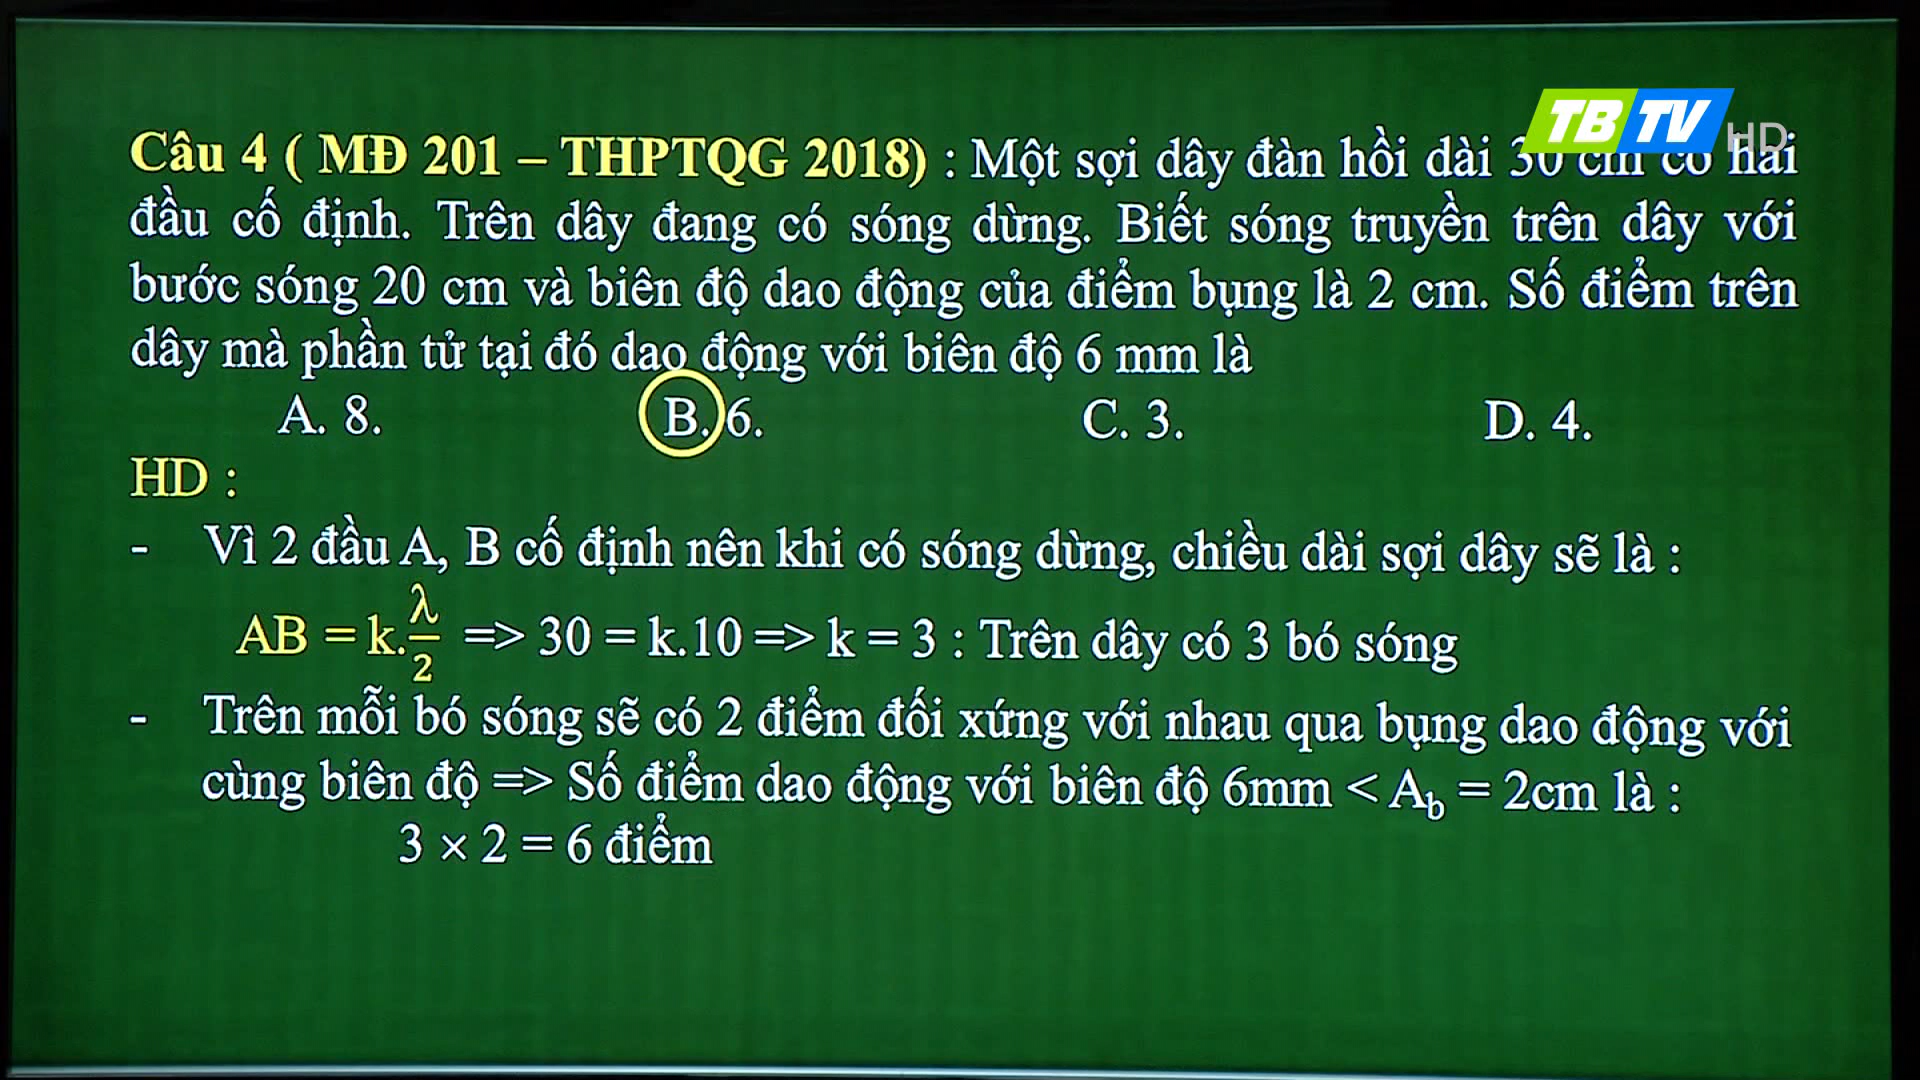 TBTV HD
Câu 4 ( MĐ 201 – THPTQG 2018) : Một sợi dây đàn hồi dài 30 cm có hai
đầu cố định. Trên dây đang có sóng dừng. Biết sóng truyền trên dây với
bước sóng 20 cm và biên độ dao động của điểm bụng là 2 cm. Số điểm trên
dây mà phần tử tại đó dao động với biên độ 6 mm là
A. 8. B. 6. C. 3. D. 4.
HD :
- Vì 2 đầu A, B cố định nên khi có sóng dừng, chiều dài sợi dây sẽ là :
AB = k.λ/2 => 30 = k.10 => k = 3 : Trên dây có 3 bó sóng
- Trên mỗi bó sóng sẽ có 2 điểm đối xứng với nhau qua bụng dao động với
cùng biên độ => Số điểm dao động với biên độ 6mm < Ab = 2cm là :
3 × 2 = 6 điểm